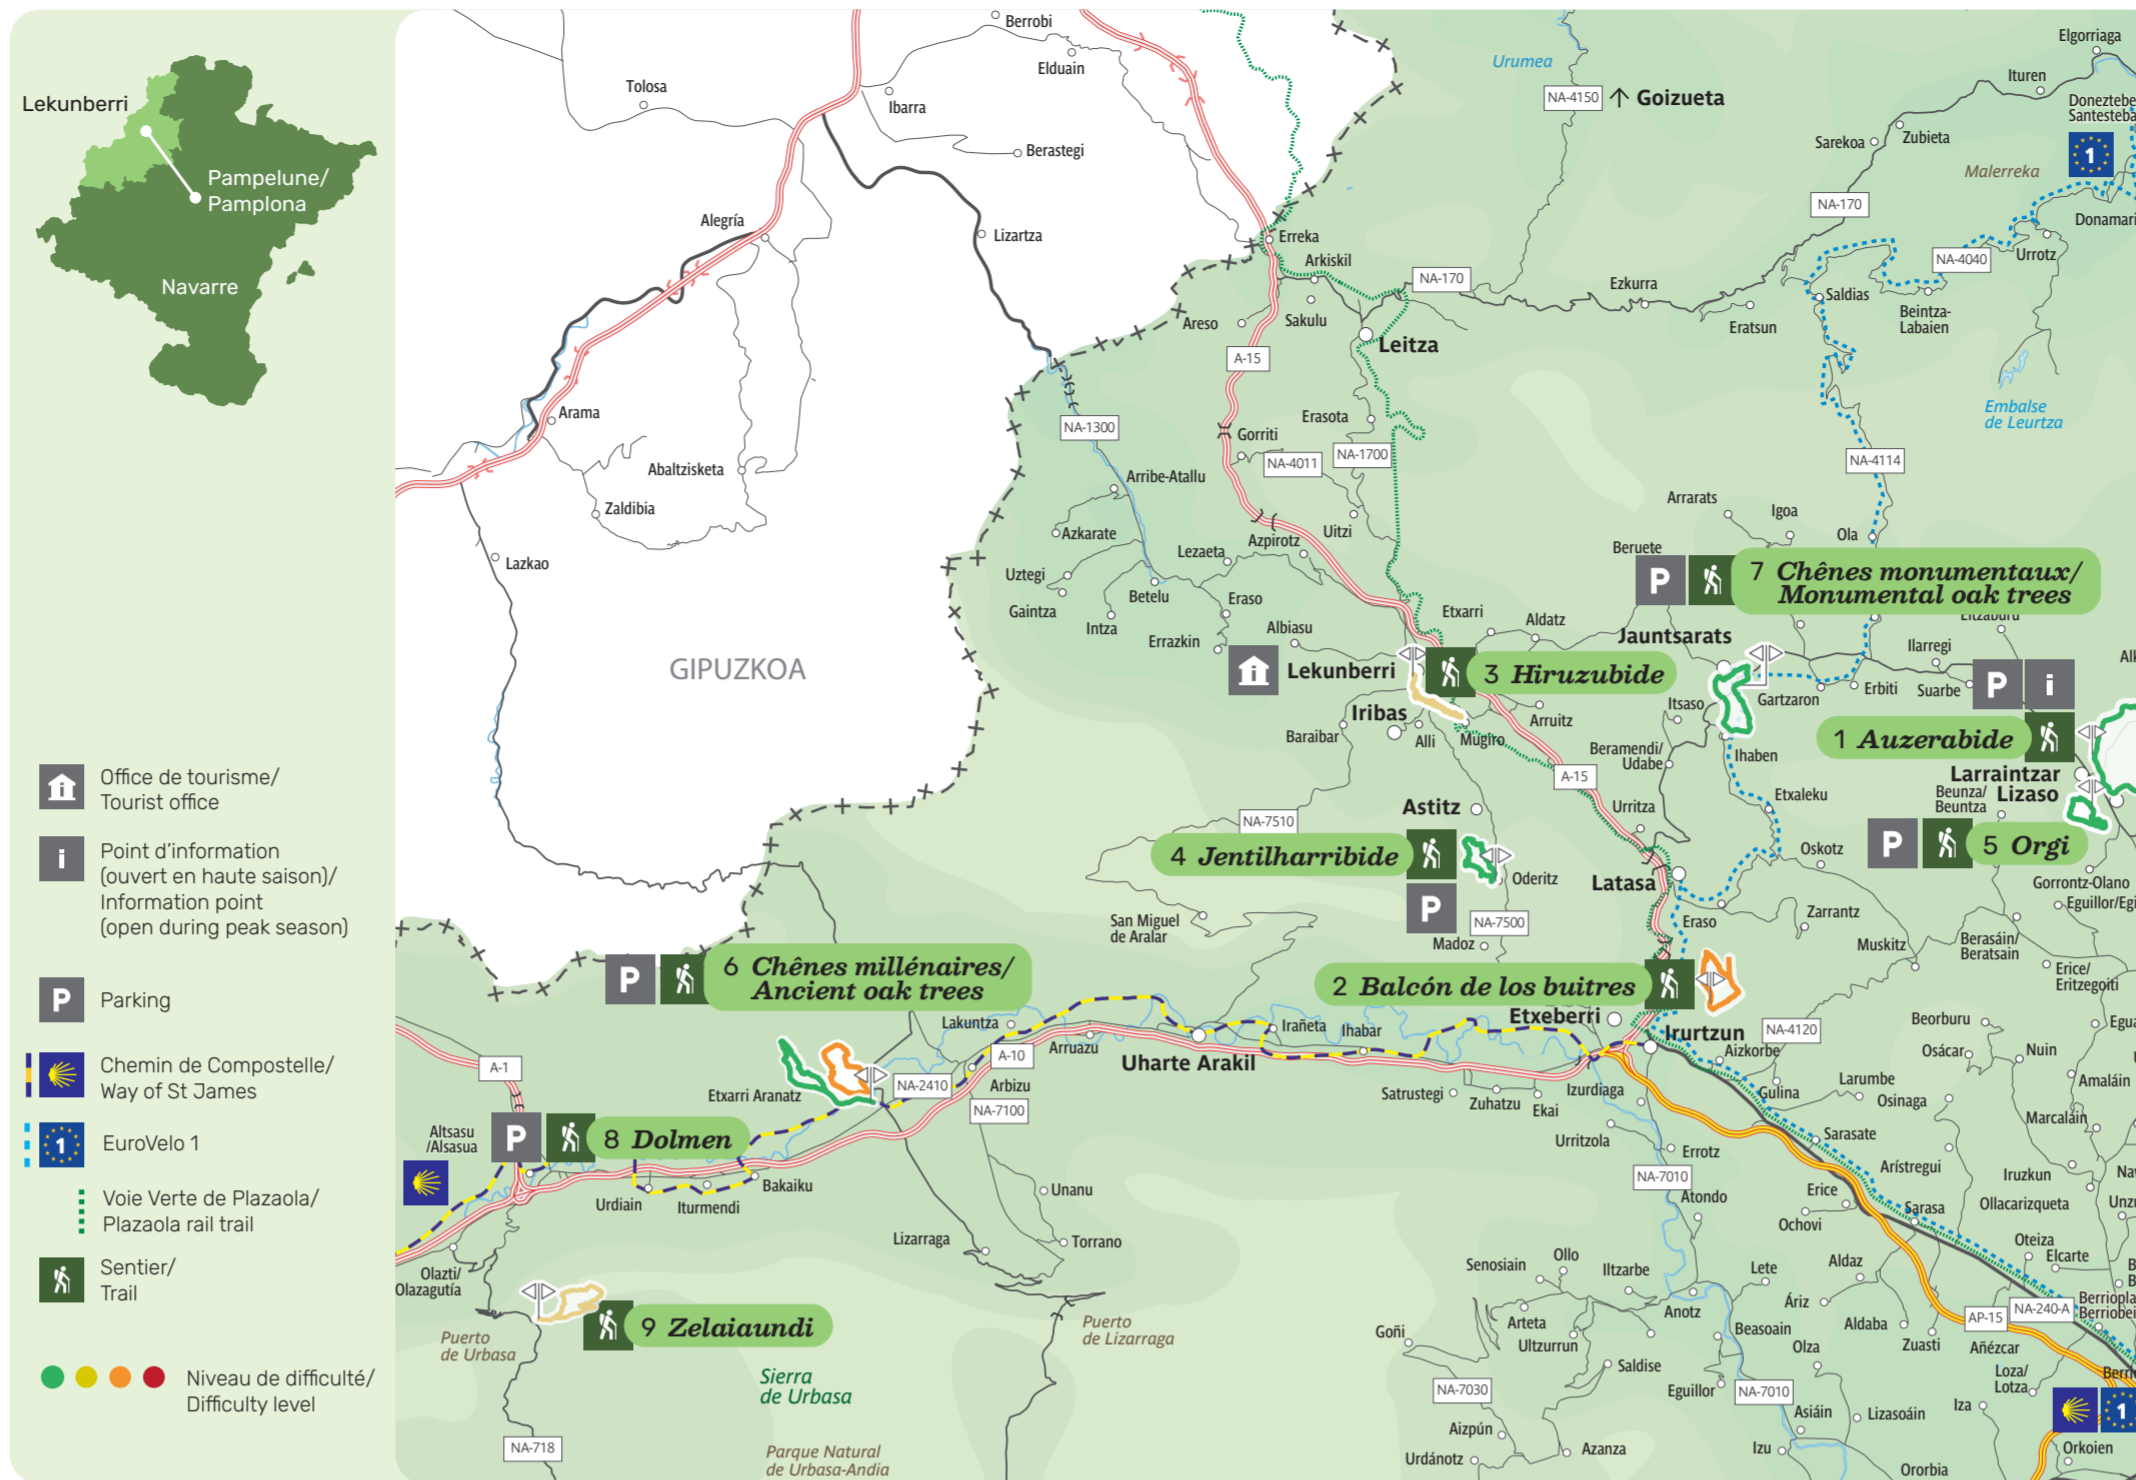 Lekunberri
Pampelune/
Pamplona
Navarre
Office de tourisme/
Tourist office
i
Point d'information
(ouvert en haute saison)/
Information point
(open during peak season)
P
Parking
Chemin de Compostelle/
Way of St James
1
EuroVelo 1
Voie Verte de Plazaola/
Plazaola rail trail
Sentier/
Trail
Niveau de difficulté/
Difficulty level
Berrobi
Elduain
Tolosa
Ibarra
Berastegi
Alegría
Lizartza
Arama
Abaltzisketa
Zaldibia
Lazkao
GIPUZKOA
Urumea
NA-4150
Goizueta
Elgorriaga
Ituren
Sarekoa
Zubieta
Malerreka
1
NA-170
Urrotz
NA-4040
Erreka
Arkiskil
NA-170
Ezkurra
Saldias
Beintza-
Labaien
Eratsun
Areso
Sakulu
Leitza
A-15
Embalse
de Leurtza
Erasota
NA-1300
Gorriti
NA-4011
NA-1700
NA-4114
Arribe-Atallu
Ararats
Igoa
Azkarate
Lezaeta
Azpirotz
Uitzi
Beruete
Ola
P
7 Chênes monumentaux/
Monumental oak trees
Uztegi
Gaintza
Betelu
Eraso
Intza
Errazkin
Albiasu
Etxarri
Aldatz
Jauntsarats
Ilarregi
Lekunberri
3 Hiruzubide
Gartzaron
Erbiti
Suarbe
P
i
Iribas
Itsaso
Arruitz
Baraibar
Alli
Mugiro
Beramendi/
Udabe
Ihaben
1 Auzerabide
A-15
Larraintzar
Lizaso
Beunza/
Beuntza
Astitz
Urritza
Etxaleku
NA-7510
4 Jentilharribide
P
Oderitz
Oskotz
P
5 Orgi
Latasa
Gorrontz-Olano
San Miguel
de Aralar
NA-7500
Madoz
Eraso
Zarrantz
Muskitz
Berasáin/
Beratsain
Erice/
Eritzegoiti
P
6 Chênes millénaires/
Ancient oak trees
2 Balcón de los buitres
Etxeberri
Irurtzun
NA-4120
Beorburu
Lakuntza
Irañeta
Ihabar
Arruazu
Uharte Arakil
A-10
A-1
NA-2410
Arbizu
Etxarri Aranatz
NA-7100
Aizkorbe
Osácar
Nuin
Amaláin
Satrustegi
Zuhatzu
Ekai
Izurdiaga
Gulina
Larumbe
Osinaga
Marcaláin
Altsasu
/Alsasua
P
8 Dolmen
Urritzola
Errotz
Sarasate
Arístregui
Iruzkun
Urdiain
Iturmendi
Bakaiku
Unanu
NA-7010
Atondo
Erice
Ochovi
Sarasa
Ollacarizqueta
Lizarraga
Torrano
Oteiza
Elcarte
Olazti/
Olazagutía
Senosiain
Ollo
Iltzarbe
Lete
Aldaz
Anotz
Áriz
Arteta
Ultzurrun
Beasoain
Aldaba
Zuasti
AP-15
NA-240-A
Añézcar
9 Zelaiaundi
Puerto
de Urbasa
Puerto
de Lizarraga
Goñi
Saldise
Olza
Loza/
Lotza
Sierra
de Urbasa
NA-7030
Eguillor
NA-7010
Asiáin
Lizasoáin
Iza
1
Aizpún
Azanza
Urdánotz
Izu
Ororbia
Orkoien
NA-718
Parque Natural
de Urbasa-Andia